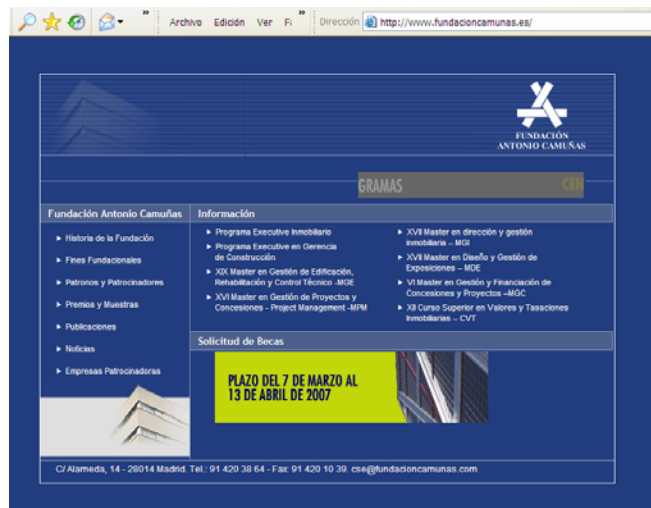 Archivo Edición Ver
Dirección http://www.fundacioncamunas.es/
FUNDACIÓN
ANTONIO CAMUÑAS
GRAMAS CEN
Fundación Antonio Camuñas
Historia de la Fundación
Fines Fundacionales
Patronos y Patrocinadores
Premios y Muestras
Publicaciones
Noticias
Empresas Patrocinadoras
Información
Programa Executive Inmobiliario
Programa Executive en Gerencia
de Construcción
XIX Master en Gestión de Edificación,
Rehabilitación y Control Técnico -MGE
XVI Master en Gestión de Proyectos y
Concesiones - Project Management -MPM
XVII Master en dirección y gestión
inmobiliaria – MGI
XVII Master en Diseño y Gestión de
Exposiciones – MDE
VI Master en Gestión y Financiación de
Concesiones y Proyectos –MGC
XII Curso Superior en Valores y Tasaciones
Inmobiliarias – CVT
Solicitud de Becas
PLAZO DEL 7 DE MARZO AL
13 DE ABRIL DE 2007
C/ Alameda, 14 - 28014 Madrid. Tel.: 91 420 38 64 - Fax: 91 420 10 39. cse@fundacioncamunas.com